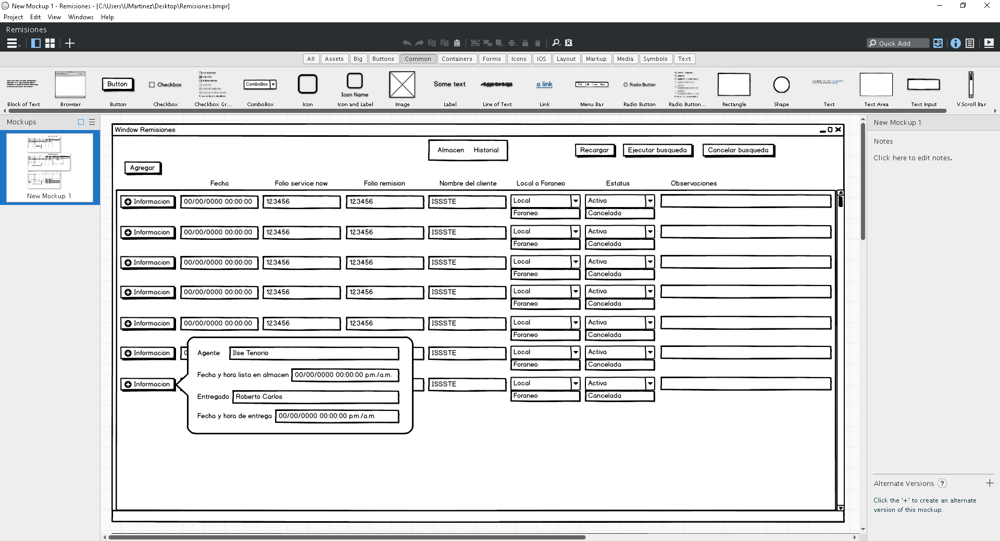 New Mockup 1 - Remisiones - [C:\Users\UMartinez\Desktop\Remisiones.bmpr]
Project Edit View Windows Help
Remisiones
Quick Add
All Assets Big Buttons Common Containers Forms Icons iOS Layout Markup Media Symbols Text
Button Checkbox ComboBox Icon Name Some text a link File Edit View Help Radio Button
Block of Text Browser Button Checkbox Checkbox Gr... ComboBox Icon Icon and Label Image Label Line of Text Link Menu Bar Radio Button Radio Button... Rectangle Shape Text Text Area Text Input V.Scroll Bar
Mockups
New Mockup 1
Window Remisiones
Almacen Historial Recargar Ejecutar busqueda Cancelar busqueda
Agregar
Fecha Folio service now Folio remision Nombre del cliente Local o Foraneo Estatus Observaciones
Informacion 00/00/0000 00:00:00 123456 123456 ISSSTE Local Activa
Foraneo Cancelada
Informacion 00/00/0000 00:00:00 123456 123456 ISSSTE Local Activa
Foraneo Cancelada
Informacion 00/00/0000 00:00:00 123456 123456 ISSSTE Local Activa
Foraneo Cancelada
Informacion 00/00/0000 00:00:00 123456 123456 ISSSTE Local Activa
Foraneo Cancelada
Informacion 00/00/0000 00:00:00 123456 123456 ISSSTE Local Activa
Foraneo Cancelada
Informacion 0 Agente Ilse Tenorio ISSSTE Local Activa
Foraneo Cancelada
Fecha y hora lista en almacen 00/00/0000 00:00:00 p.m./a.m.
Informacion ISSSTE Local Activa
Foraneo Cancelada
Entregado Roberto Carlos
Fecha y hora de entrega 00/00/0000 00:00:00 p.m./a.m.
New Mockup 1
Notes
Click here to edit notes.
Alternate Versions ?
Click the '+' to create an alternate
version of this mockup.